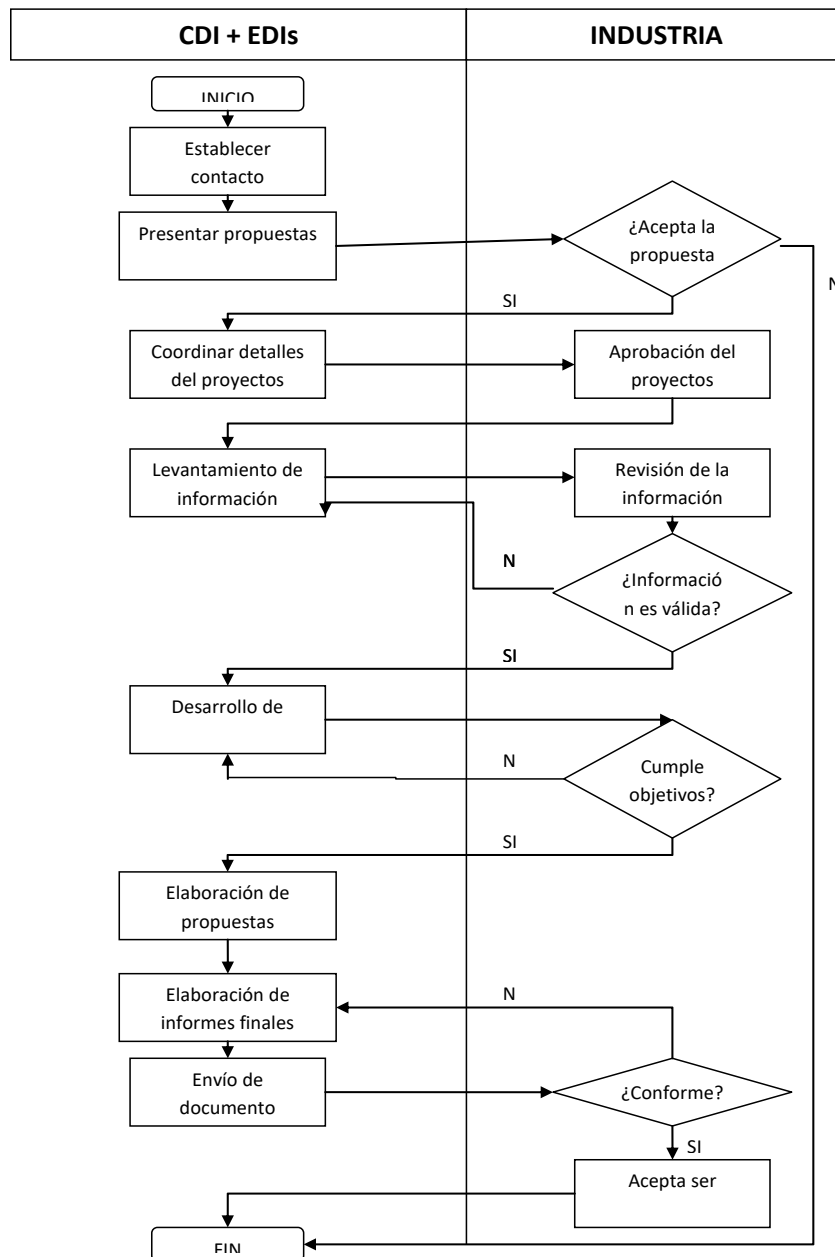 CDI + EDIs
INDUSTRIA
INICIO
Establecer
contacto
Presentar propuestas
¿Acepta la
propuesta
N
SI
Coordinar detalles
del proyectos
Aprobación del
proyectos
Levantamiento de
información
Revisión de la
información
N
¿Informació
n es válida?
SI
Desarrollo de
N
Cumple
objetivos?
SI
Elaboración de
propuestas
Elaboración de
informes finales
N
Envío de
documento
¿Conforme?
SI
Acepta ser
FIN